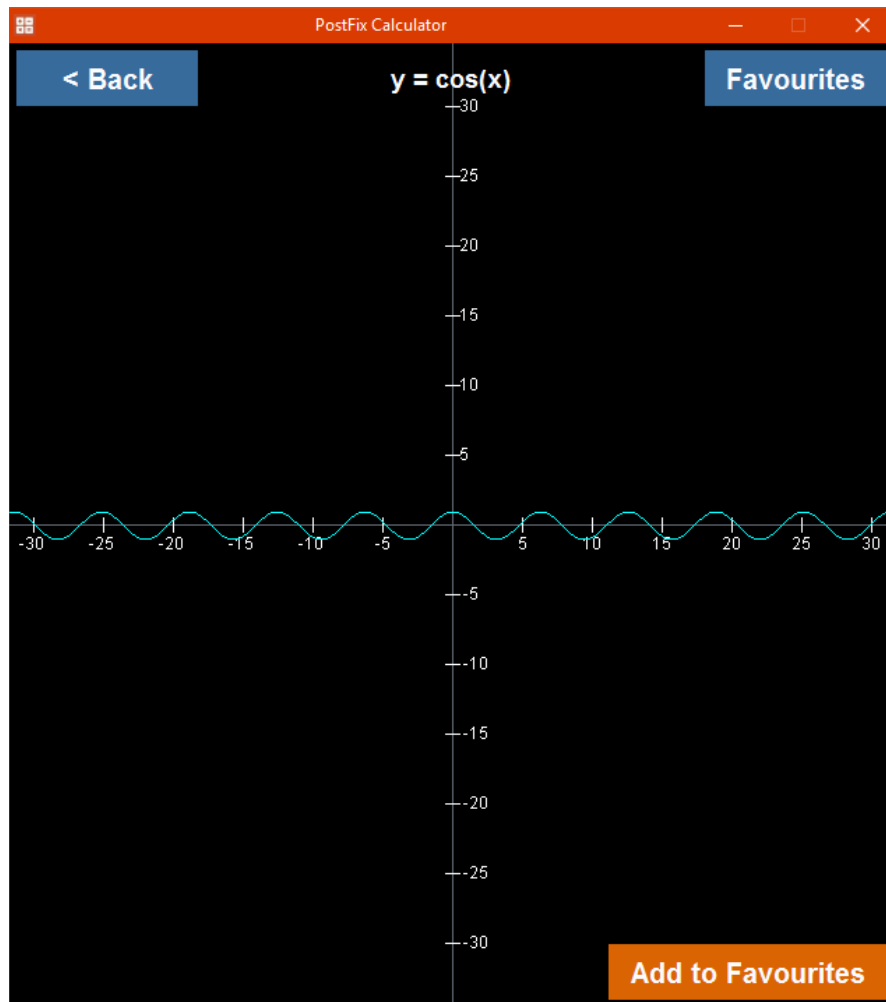 PostFix Calculator
< Back
y = cos(x)
Favourites
30
25
20
15
10
5
-30 -25 -20 -15 -10 -5 5 10 15 20 25 30
-5
-10
-15
-20
-25
-30
Add to Favourites